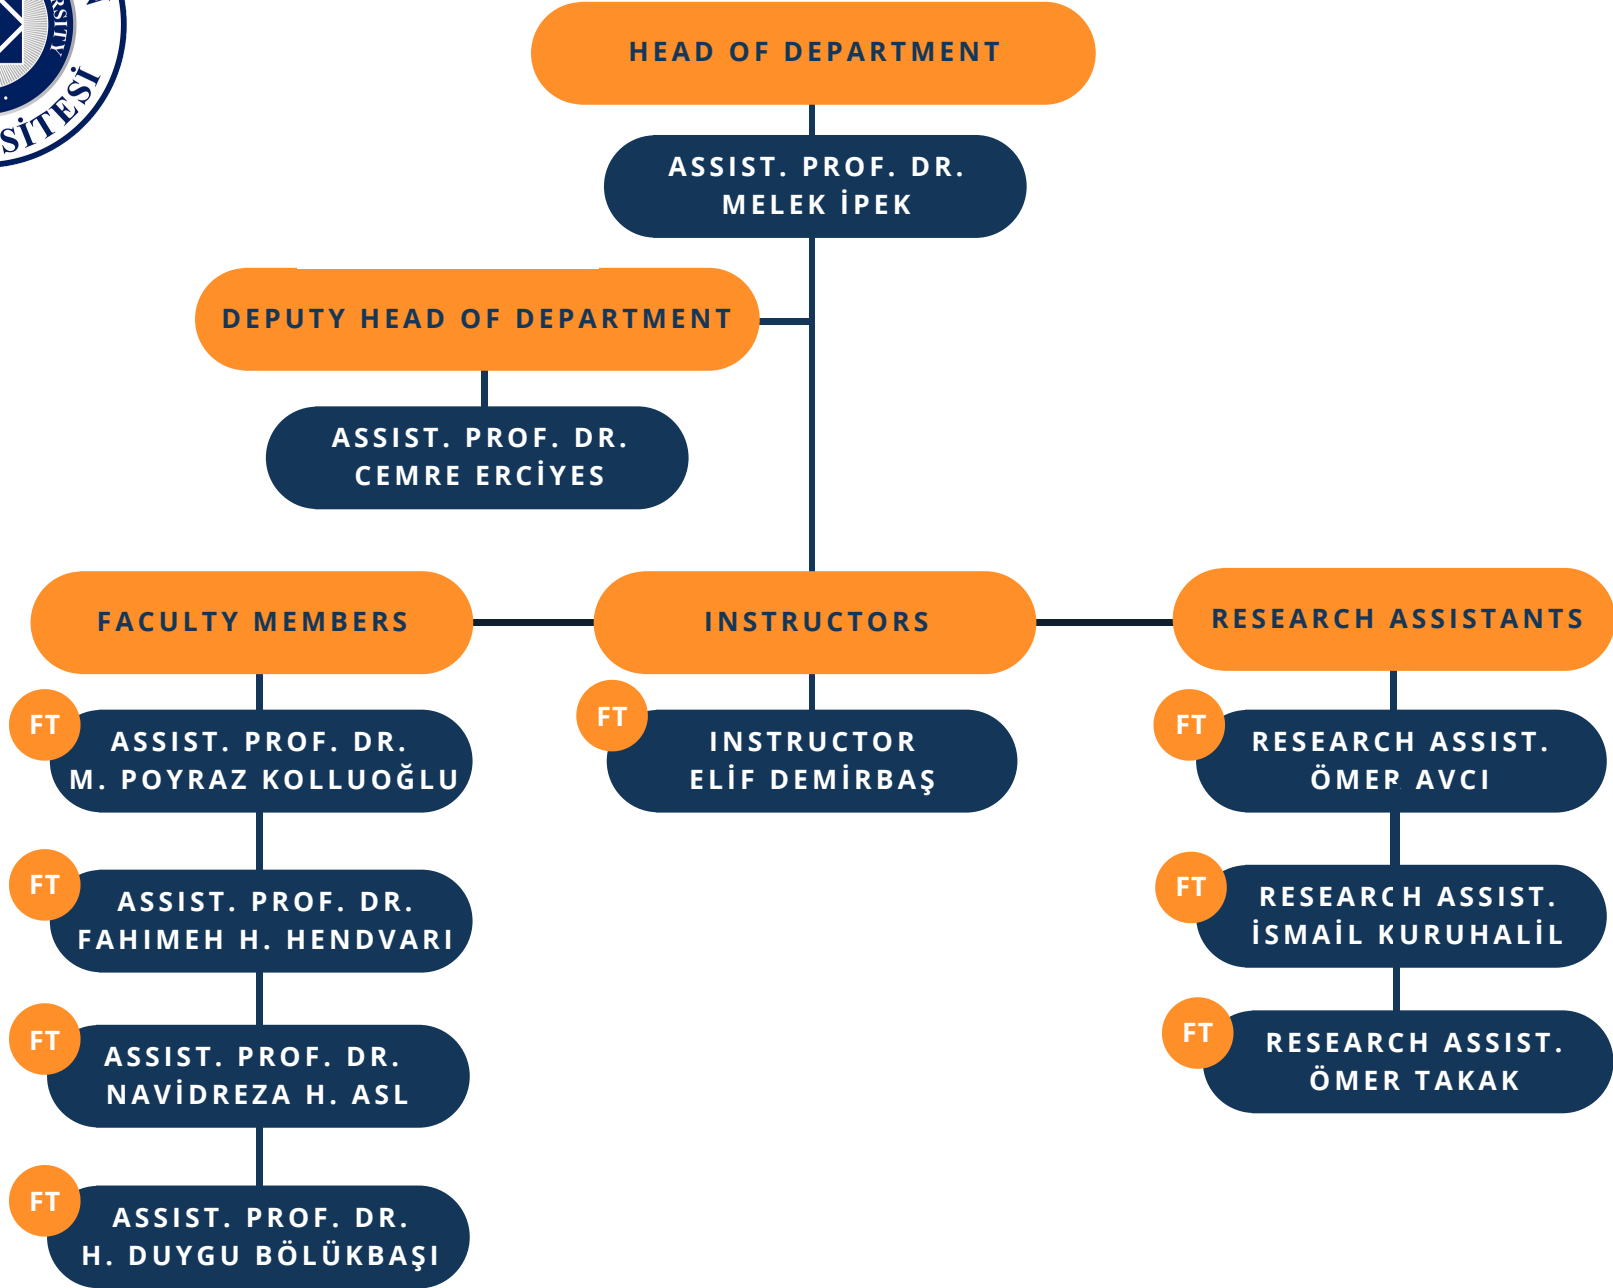 RSITY
SİTESİ
HEAD OF DEPARTMENT
ASSIST. PROF. DR.
MELEK İPEK
DEPUTY HEAD OF DEPARTMENT
ASSIST. PROF. DR.
CEMRE ERCİYES
FACULTY MEMBERS
FT
ASSIST. PROF. DR.
M. POYRAZ KOLLUOĞLU
FT
ASSIST. PROF. DR.
FAHIMEH H. HENDVARI
FT
ASSIST. PROF. DR.
NAVİDREZA H. ASL
FT
ASSIST. PROF. DR.
H. DUYGU BÖLÜKBAŞI
INSTRUCTORS
FT
INSTRUCTOR
ELİF DEMİRBAŞ
RESEARCH ASSISTANTS
FT
RESEARCH ASSIST.
ÖMER AVCI
FT
RESEARCH ASSIST.
İSMAİL KURUHALİL
FT
RESEARCH ASSIST.
ÖMER TAKAK